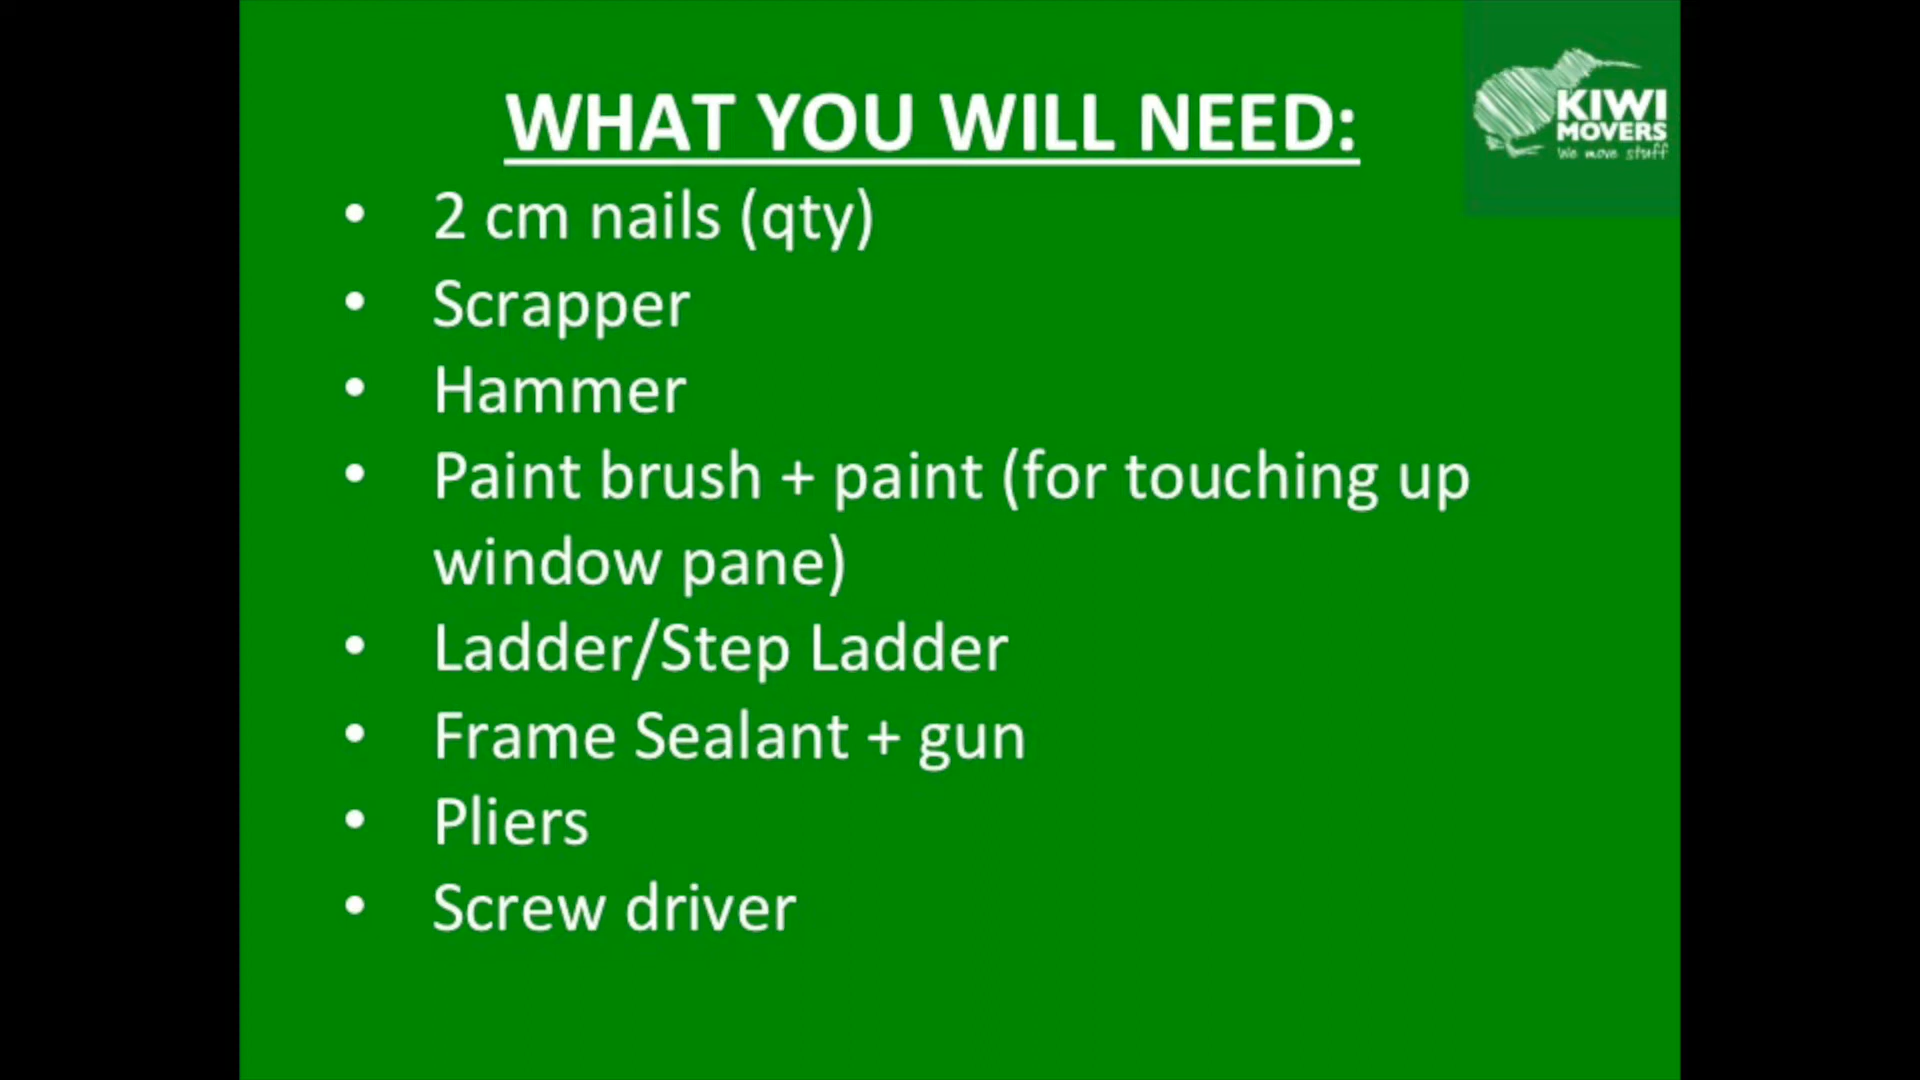 WHAT YOU WILL NEED:
KIWI
MOVERS
We move stuff
• 2 cm nails (qty)
• Scrapper
• Hammer
• Paint brush + paint (for touching up
window pane)
• Ladder/Step Ladder
• Frame Sealant + gun
• Pliers
• Screw driver